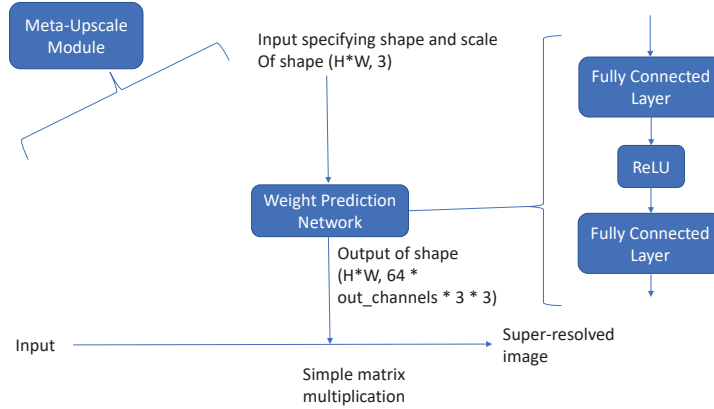 Meta-Upscale
Module
Input specifying shape and scale
Of shape (H*W, 3)
Fully Connected
Layer
ReLU
Weight Prediction
Network
Fully Connected
Layer
Output of shape
(H*W, 64 *
out_channels * 3 * 3)
Input
Super-resolved
image
Simple matrix
multiplication